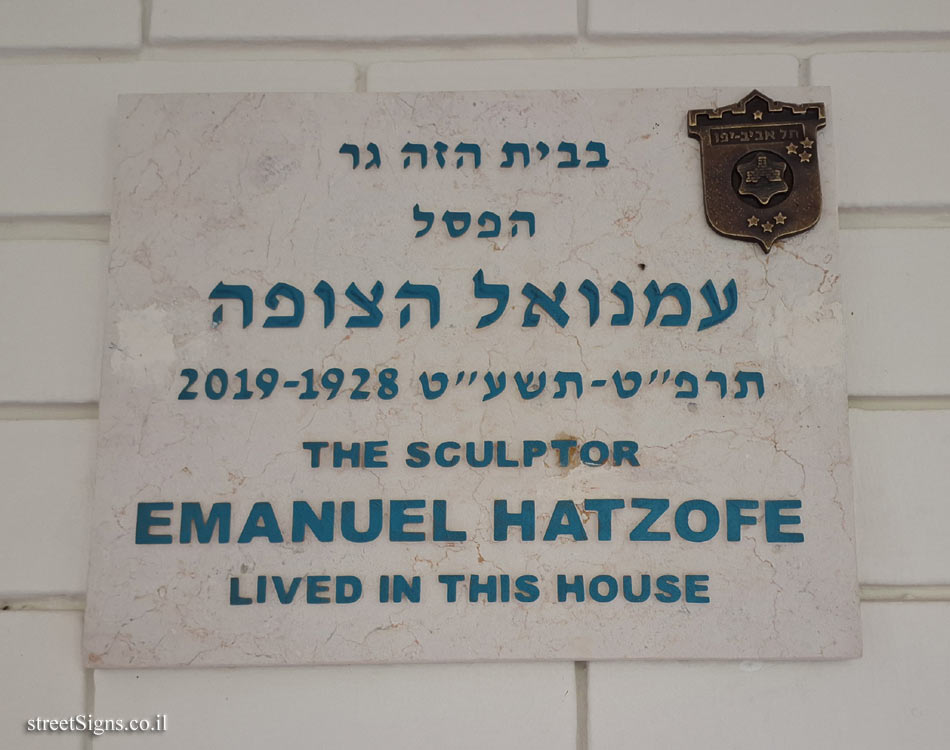 תל אביב-יפו
בבית הזה גר
הפסל
עמנואל הצופה
תרפ״ט-תשע״ט 2019-1928
THE SCULPTOR
EMANUEL HATZOFE
LIVED IN THIS HOUSE
streetSigns.co.il